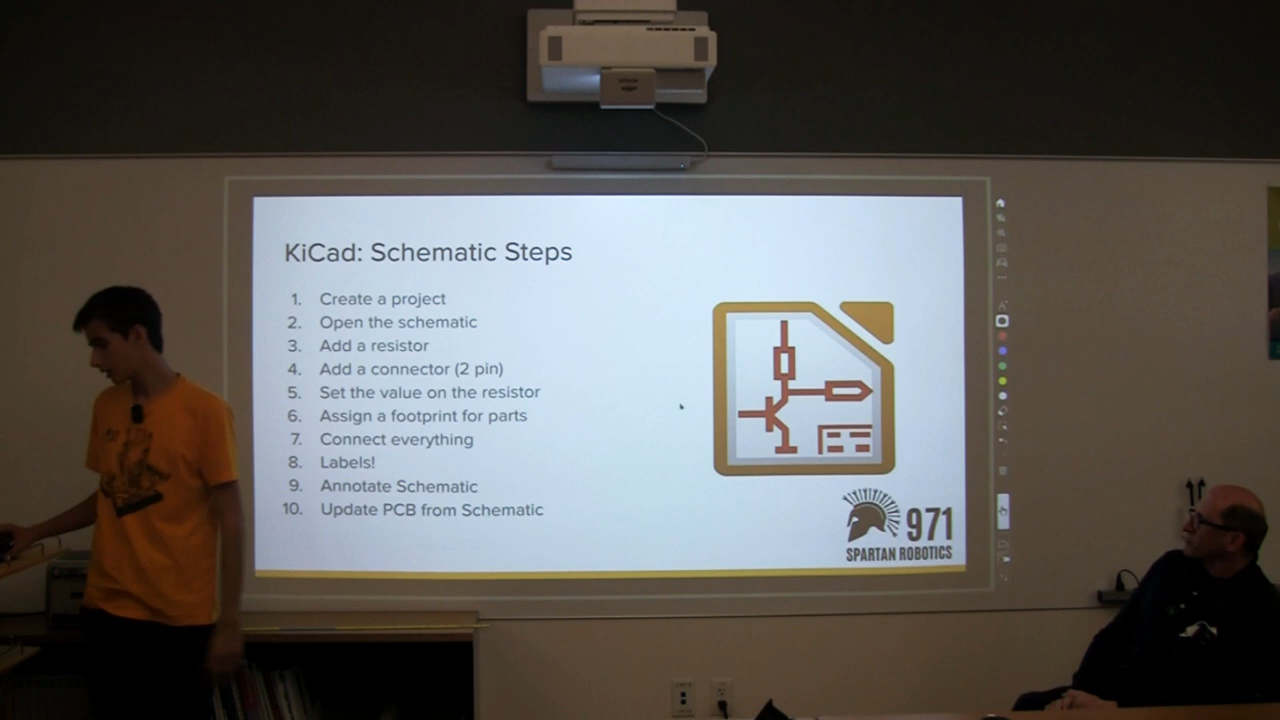 EPSON
KiCad: Schematic Steps
1. Create a project
2. Open the schematic
3. Add a resistor
4. Add a connector (2 pin)
5. Set the value on the resistor
6. Assign a footprint for parts
7. Connect everything
8. Labels!
9. Annotate Schematic
10. Update PCB from Schematic
971
SPARTAN ROBOTICS